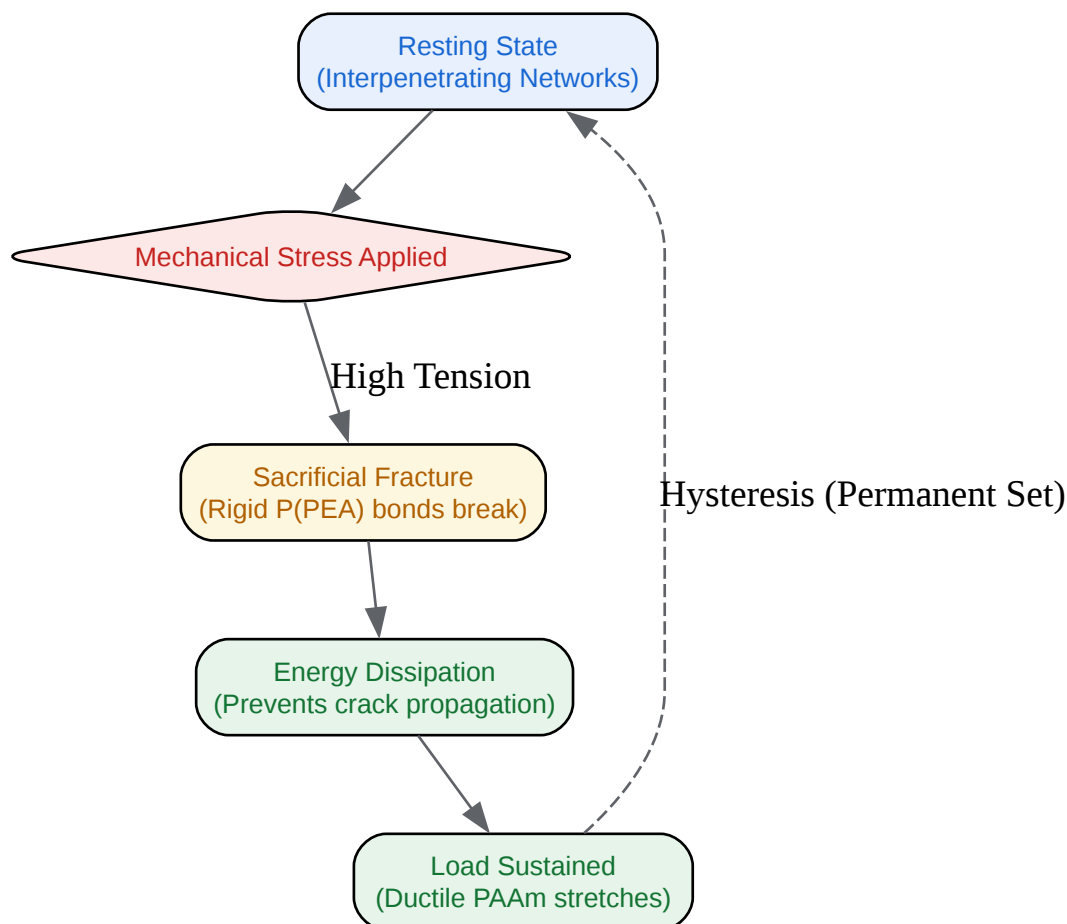 Resting State
(Interpenetrating Networks)
Mechanical Stress Applied
High Tension
Sacrificial Fracture
(Rigid P(PEA) bonds break)
Hysteresis (Permanent Set)
Energy Dissipation
(Prevents crack propagation)
Load Sustained
(Ductile PAAm stretches)